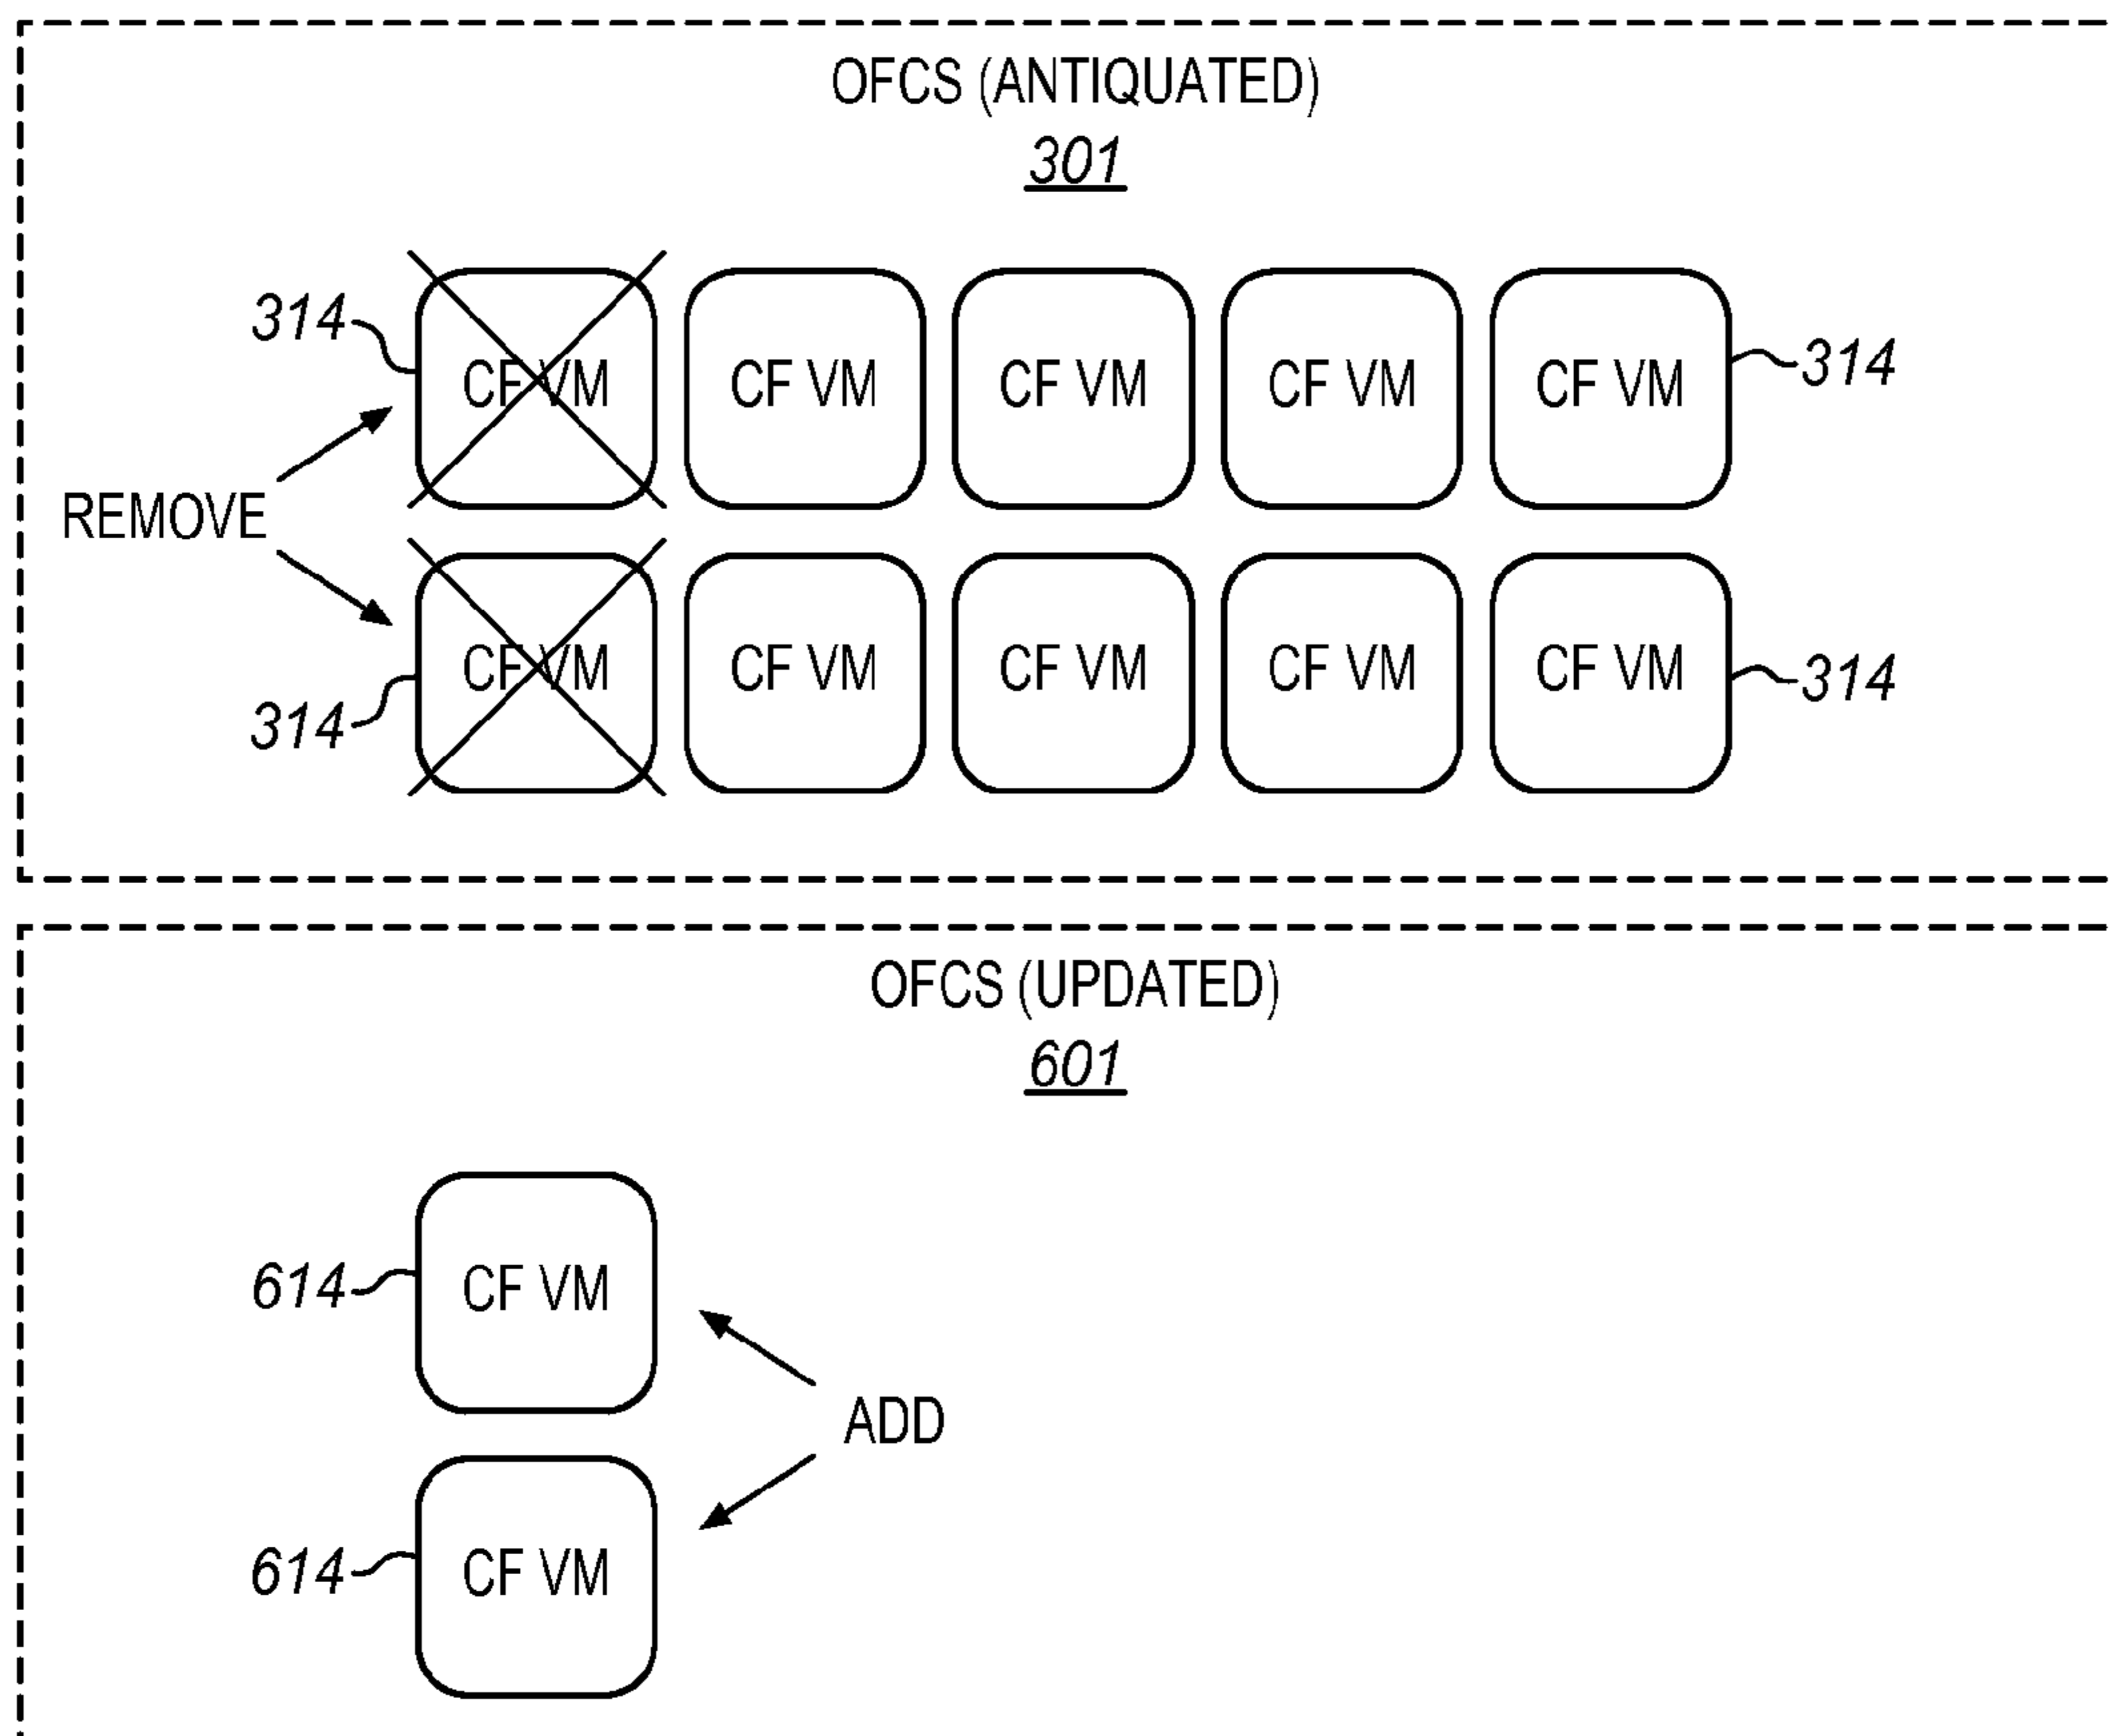 OFCS (ANTIQUATED)
301
314 CF VM CF VM CF VM CF VM CF VM 314
REMOVE
314 CF VM CF VM CF VM CF VM CF VM 314
OFCS (UPDATED)
601
614 CF VM
ADD
614 CF VM